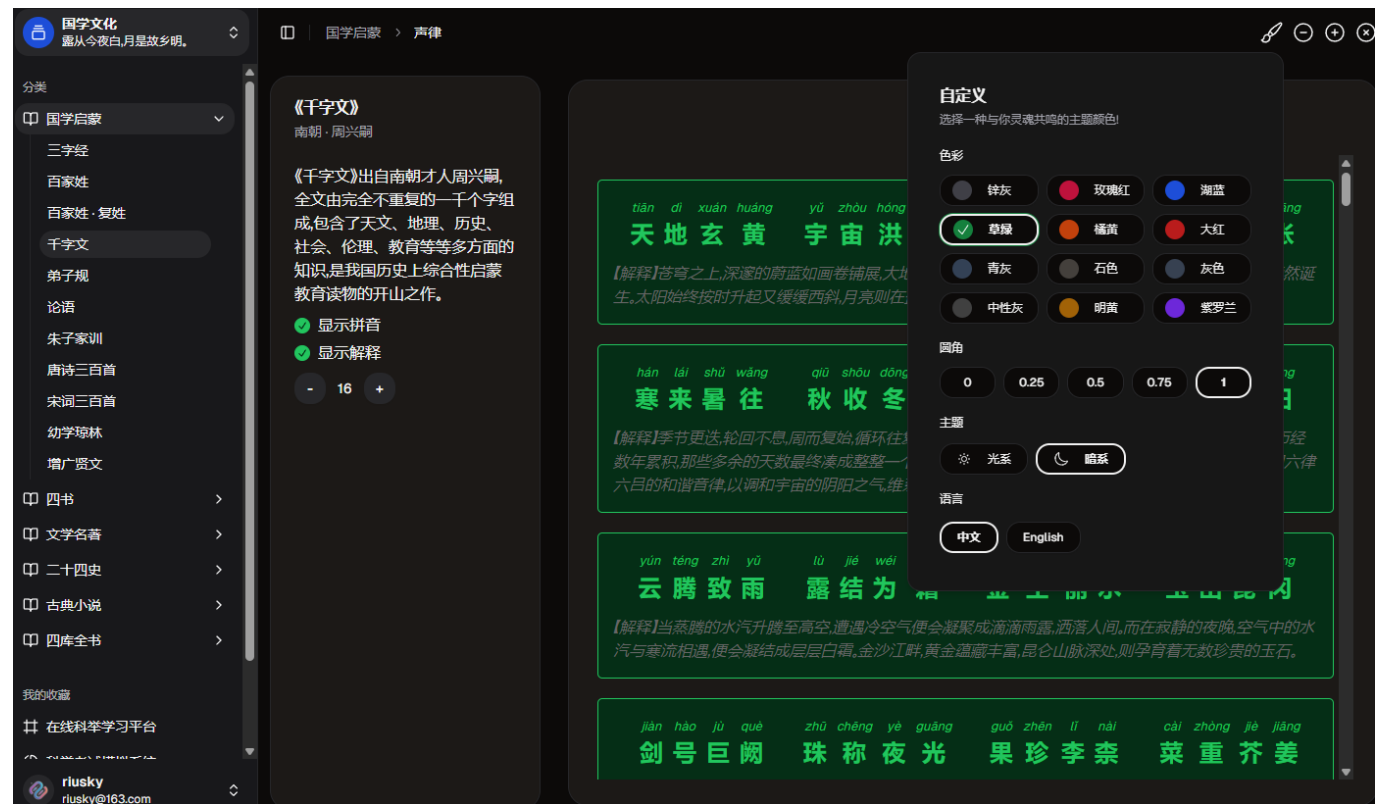 国学文化
露从今夜白,月是故乡明。
国学启蒙 > 声律
分类
国学启蒙
三字经
百家姓
百家姓 · 复姓
千字文
弟子规
论语
朱子家训
唐诗三百首
宋词三百首
幼学琼林
增广贤文
四书
文学名著
二十四史
古典小说
四库全书
我的收藏
在线科举学习平台
riusky
riusky@163.com
《千字文》
南朝 · 周兴嗣
《千字文》出自南朝才人周兴嗣,
全文由完全不重复的一千个字组
成,包含了天文、地理、历史、
社会、伦理、教育等等多方面的
知识,是我国历史上综合性启蒙
教育读物的开山之作。
显示拼音
显示解释
- 16 +
tiān dì xuán huáng yǔ zhòu hóng
天地玄黄 宇宙洪
【解释】苍穹之上,深邃的蔚蓝如画卷铺展,大地 然诞
生。太阳始终按时升起又缓缓西斜,月亮则在
hán lái shǔ wǎng qiū shōu dōng
寒来暑往 秋收冬
【解释】季节更迭,轮回不息,周而复始,循环往 历经
数年累积,那些多余的天数最终凑成整整一 六律
六吕的和谐音律,以调和宇宙的阴阳之气,维
yún téng zhì yǔ lù jié wéi
云腾致雨 露结为
【解释】当蒸腾的水汽升腾至高空,遭遇冷空气便会凝聚成滴滴雨露,洒落人间。而在寂静的夜晚,空气中的水
汽与寒流相遇,便会凝结成层层白霜。金沙江畔,黄金蕴藏丰富,昆仑山脉深处,则孕育着无数珍贵的玉石。
jiàn hào jù què zhū chēng yè guāng guǒ zhēn lǐ nài cài zhòng jiè jiāng
剑号巨阙 珠称夜光 果珍李柰 菜重芥姜
自定义
选择一种与你灵魂共鸣的主题颜色!
色彩
锌灰 玫瑰红 湖蓝
草绿 橘黄 大红
青灰 石色 灰色
中性灰 明黄 紫罗兰
圆角
0 0.25 0.5 0.75 1
主题
光系 暗系
语言
中文 English